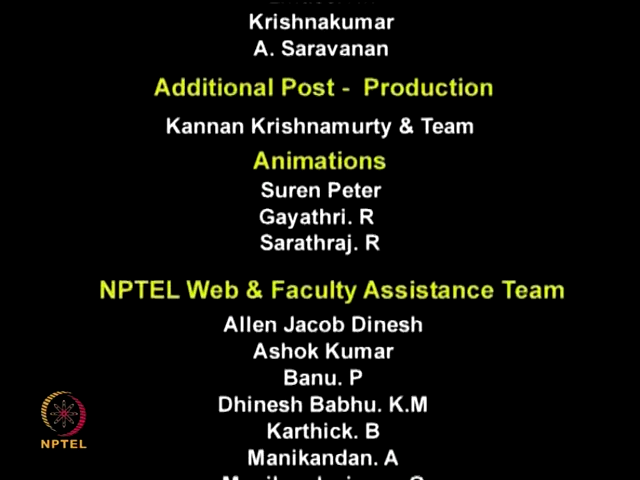 Krishnakumar
A. Saravanan
Additional Post - Production
Kannan Krishnamurty & Team
Animations
Suren Peter
Gayathri. R
Sarathraj. R
NPTEL Web & Faculty Assistance Team
Allen Jacob Dinesh
Ashok Kumar
Banu. P
Dhinesh Babhu. K.M
Karthick. B
Manikandan. A
NPTEL